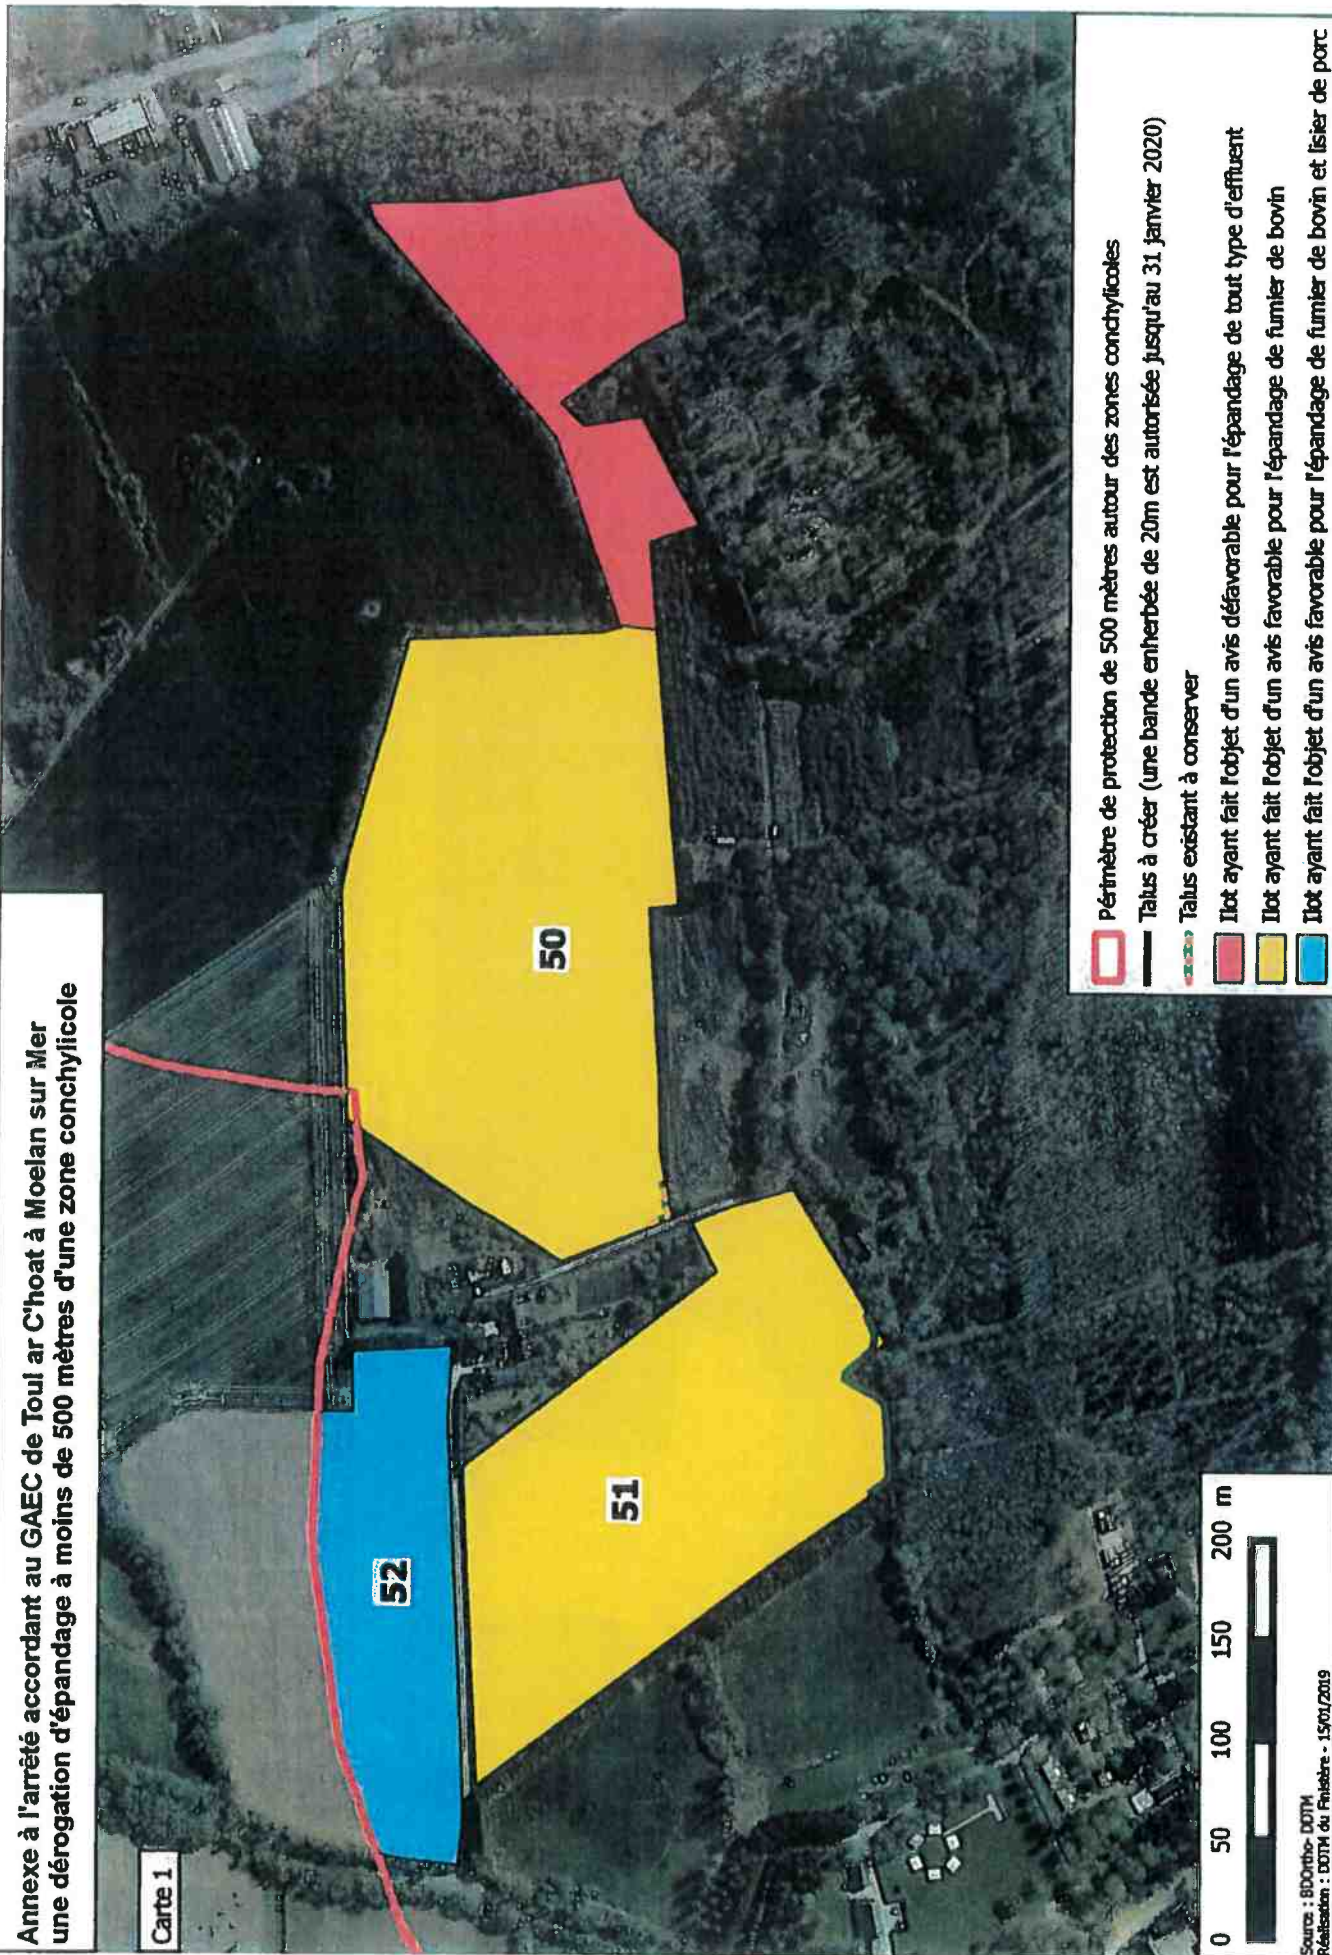 Annexe à l'arrêté accordant au GAEC de Toul ar C'hoat à Moelan sur Mer
une dérogation d'épandage à moins de 500 mètres d'une zone conchylicole
Carte 1
52
51
50
Périmètre de protection de 500 mètres autour des zones conchylicoles
Talus à créer (une bande enherbée de 20m est autorisée jusqu'au 31 janvier 2020)
Talus existant à conserver
Ilot ayant fait l'objet d'un avis défavorable pour l'épandage de tout type d'effluent
Ilot ayant fait l'objet d'un avis favorable pour l'épandage de fumier de bovin
Ilot ayant fait l'objet d'un avis favorable pour l'épandage de fumier de bovin et lisier de porc
0 50 100 150 200 m
Source : BDOrtho- DDTM
Réalisation : DDTM du Finistère - 15/01/2019